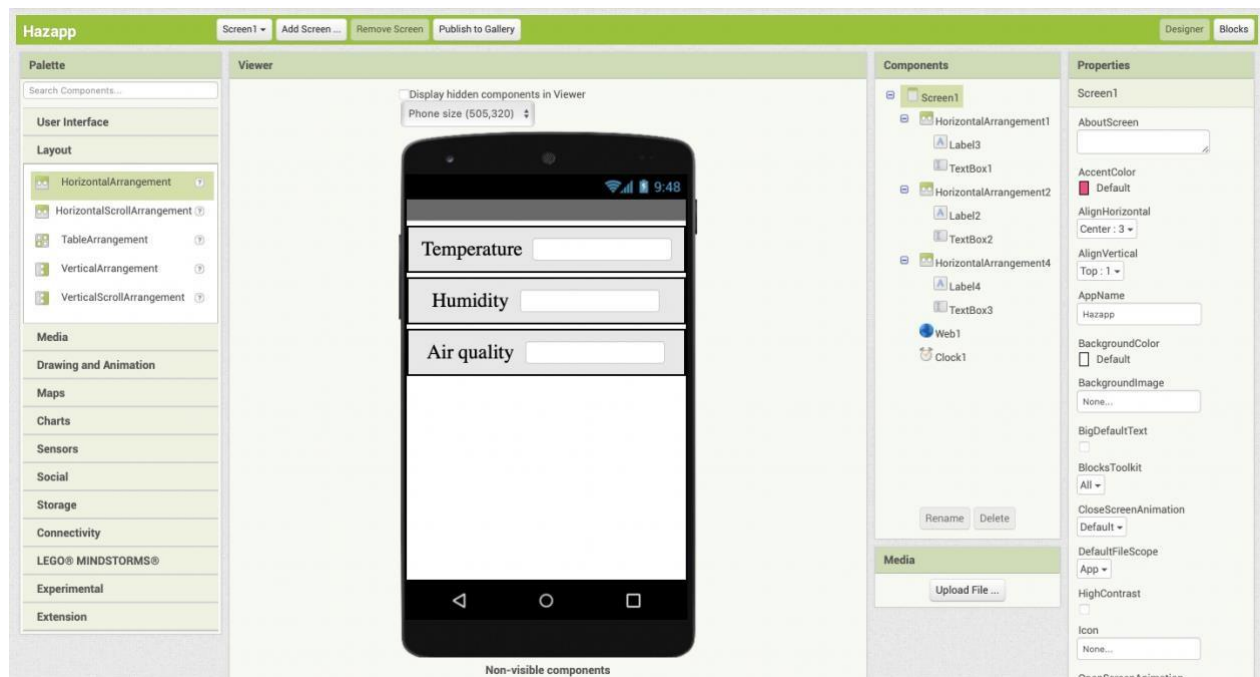 Hazapp
Screen1
Add Screen ...
Remove Screen
Publish to Gallery
Designer
Blocks
Palette
Search Components...
User Interface
Layout
HorizontalArrangement
HorizontalScrollArrangement
TableArrangement
VerticalArrangement
VerticalScrollArrangement
Media
Drawing and Animation
Maps
Charts
Sensors
Social
Storage
Connectivity
LEGO® MINDSTORMS®
Experimental
Extension
Viewer
Display hidden components in Viewer
Phone size (505,320)
9:48
Temperature
Humidity
Air quality
Non-visible components
Components
Screen1
HorizontalArrangement1
Label3
TextBox1
HorizontalArrangement2
Label2
TextBox2
HorizontalArrangement4
Label4
TextBox3
Web1
Clock1
Rename
Delete
Media
Upload File ...
Properties
Screen1
AboutScreen
AccentColor
Default
AlignHorizontal
Center : 3
AlignVertical
Top : 1
AppName
Hazapp
BackgroundColor
Default
BackgroundImage
None...
BigDefaultText
BlocksToolkit
All
CloseScreenAnimation
Default
DefaultFileScope
App
HighContrast
Icon
None...